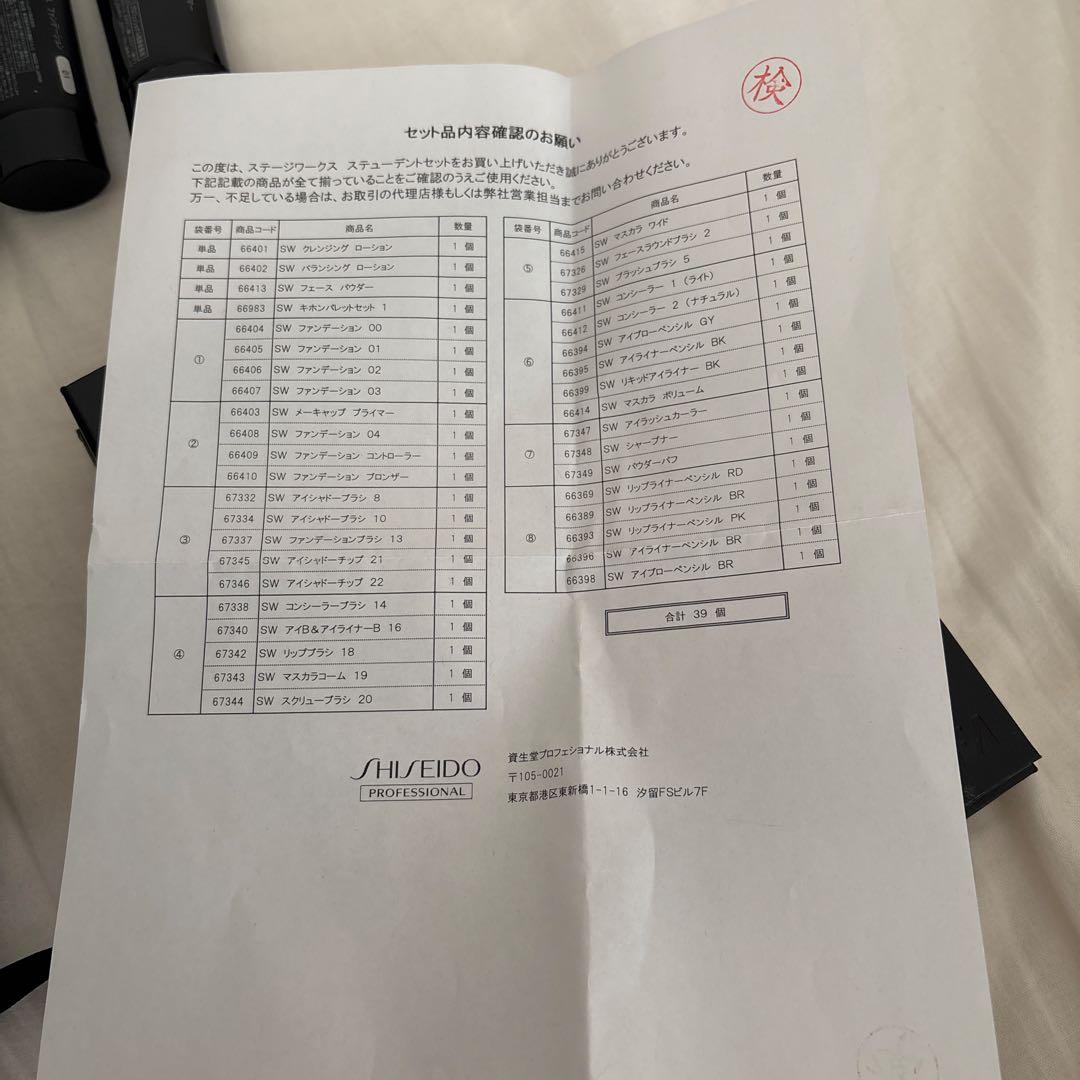 検
セット品内容確認のお願い
この度は、ステージワークス ステューデントセットをお買い上げいただき誠にありがとうございます。
下記記載の商品が全て揃っていることをご確認のうえご使用ください。
万一、不足している場合は、お取引の代理店様もしくは弊社営業担当までお問い合わせください。
袋番号 商品コード 商品名 数量
単品 66401 SW クレンジング ローション 1 個
単品 66402 SW バランシング ローション 1 個
単品 66413 SW フェース パウダー 1 個
単品 66983 SW キホンパレットセット 1 1 個
① 66404 SW ファンデーション 00 1 個
66405 SW ファンデーション 01 1 個
66406 SW ファンデーション 02 1 個
66407 SW ファンデーション 03 1 個
② 66403 SW メーキャップ プライマー 1 個
66408 SW ファンデーション 04 1 個
66409 SW ファンデーション コントローラー 1 個
66410 SW ファンデーション ブロンザー 1 個
③ 67332 SW アイシャドーブラシ 8 1 個
67334 SW アイシャドーブラシ 10 1 個
67337 SW ファンデーションブラシ 13 1 個
67345 SW アイシャドーチップ 21 1 個
67346 SW アイシャドーチップ 22 1 個
④ 67338 SW コンシーラーブラシ 14 1 個
67340 SW アイB&アイライナーB 16 1 個
67342 SW リップブラシ 18 1 個
67343 SW マスカラコーム 19 1 個
67344 SW スクリューブラシ 20 1 個
袋番号 商品コード 商品名 数量
⑤ 66415 SW マスカラ ワイド 1 個
67326 SW フェースラウンドブラシ 2 1 個
67329 SW ブラッシュブラシ 5 1 個
⑥ 66411 SW コンシーラー 1 (ライト) 1 個
66412 SW コンシーラー 2 (ナチュラル) 1 個
66394 SW アイブローペンシル GY 1 個
66395 SW アイライナーペンシル BK 1 個
66399 SW リキッドアイライナー BK 1 個
66414 SW マスカラ ボリューム 1 個
⑦ 67347 SW アイラッシュカーラー 1 個
67348 SW シャープナー 1 個
67349 SW パウダーパフ 1 個
⑧ 66369 SW リップライナーペンシル RD 1 個
66389 SW リップライナーペンシル BR 1 個
66393 SW リップライナーペンシル PK 1 個
66396 SW アイライナーペンシル BR 1 個
66398 SW アイブローペンシル BR 1 個
合計 39 個
SHISEIDO
PROFESSIONAL
資生堂プロフェショナル株式会社
〒105-0021
東京都港区東新橋1-1-16 汐留FSビル7F